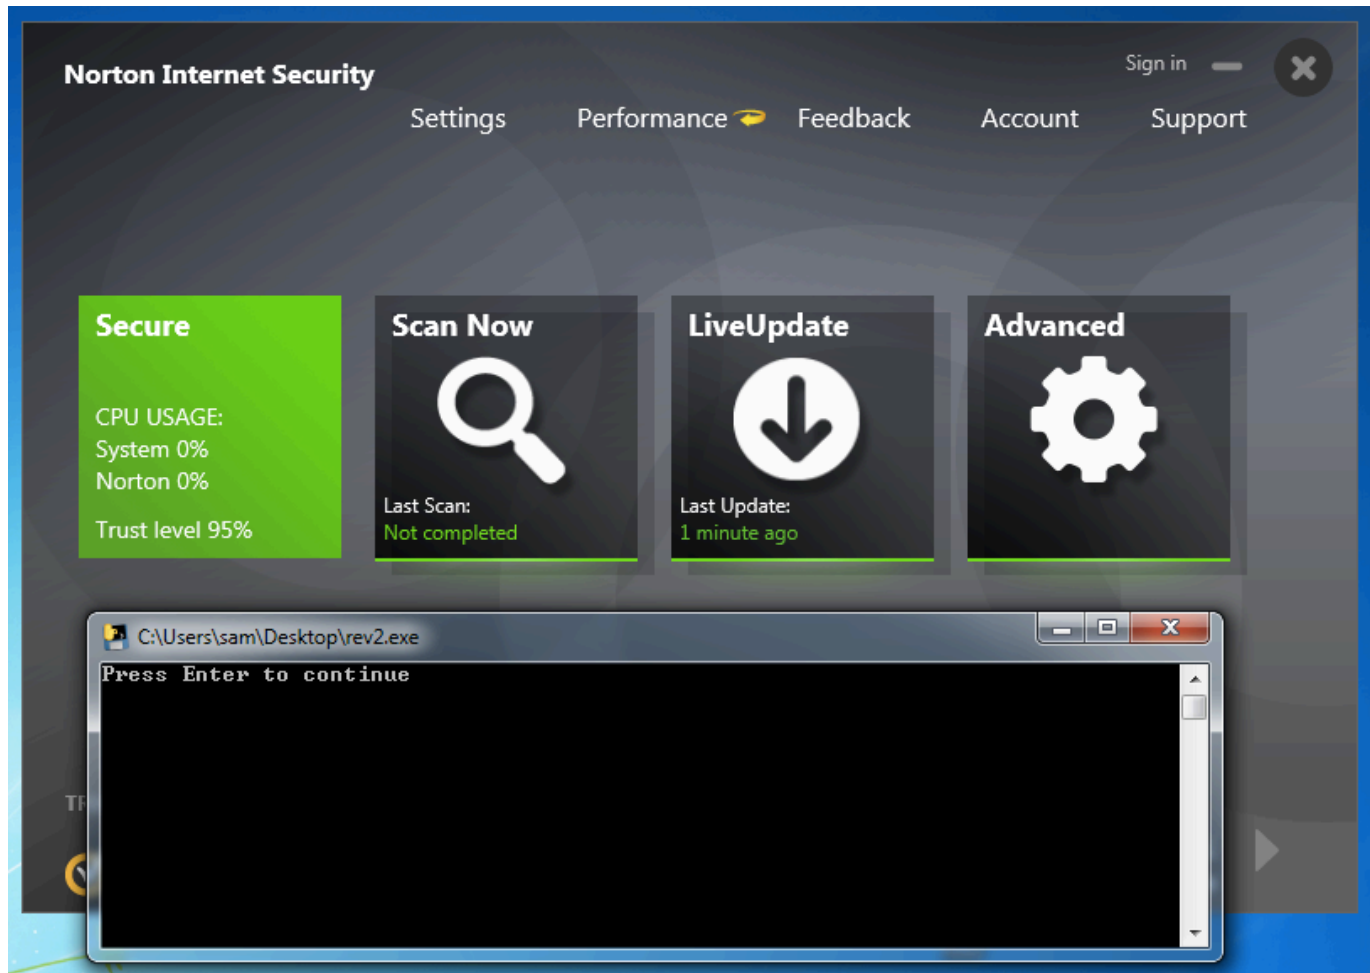 Norton Internet Security
Sign in
Settings Performance Feedback Account Support
Secure
CPU USAGE:
System 0%
Norton 0%
Trust level 95%
Scan Now
Last Scan:
Not completed
LiveUpdate
Last Update:
1 minute ago
Advanced
C:\Users\sam\Desktop\rev2.exe
Press Enter to continue